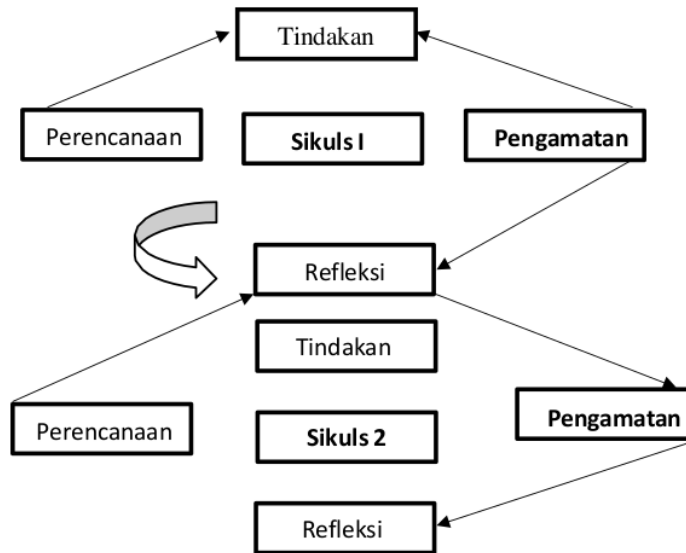 Tindakan
Perencanaan
Sikuls I
Pengamatan
Refleksi
Tindakan
Perencanaan
Sikuls 2
Pengamatan
Refleksi